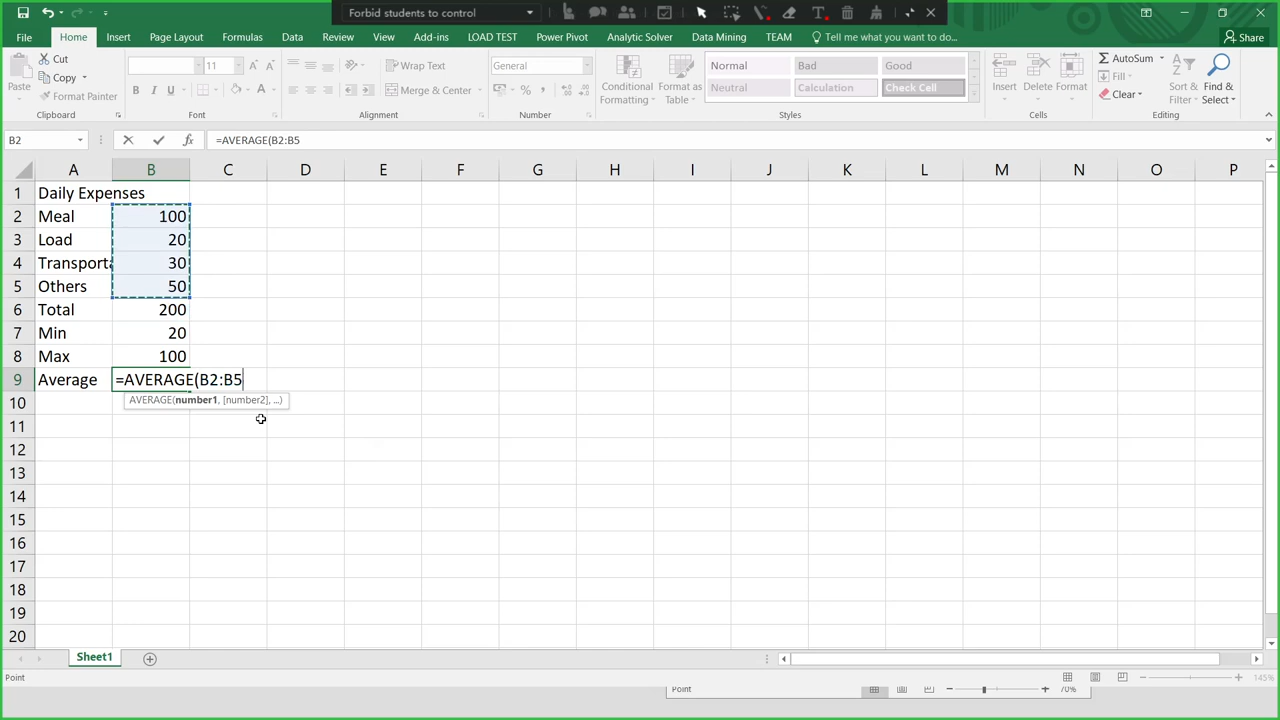 Forbid students to control
File Home Insert Page Layout Formulas Data Review View Add-ins LOAD TEST Power Pivot Analytic Solver Data Mining TEAM Tell me what you want to do... Share
Paste Cut Copy Format Painter
11
Wrap Text
Merge & Center
General
Conditional Formatting
Format as Table
Normal Bad Good
Neutral Calculation Check Cell
Insert Delete Format
AutoSum
Fill
Clear
Sort & Filter
Find & Select
Clipboard Font Alignment Number Styles Cells Editing
B2 =AVERAGE(B2:B5
A B C D E F G H I J K L M N O P
1 Daily Expenses
2 Meal 100
3 Load 20
4 Transporta 30
5 Others 50
6 Total 200
7 Min 20
8 Max 100
9 Average =AVERAGE(B2:B5
10 AVERAGE(number1, [number2], ...)
11
12
13
14
15
16
17
18
19
20
Sheet1
Point 145%
Point 70%